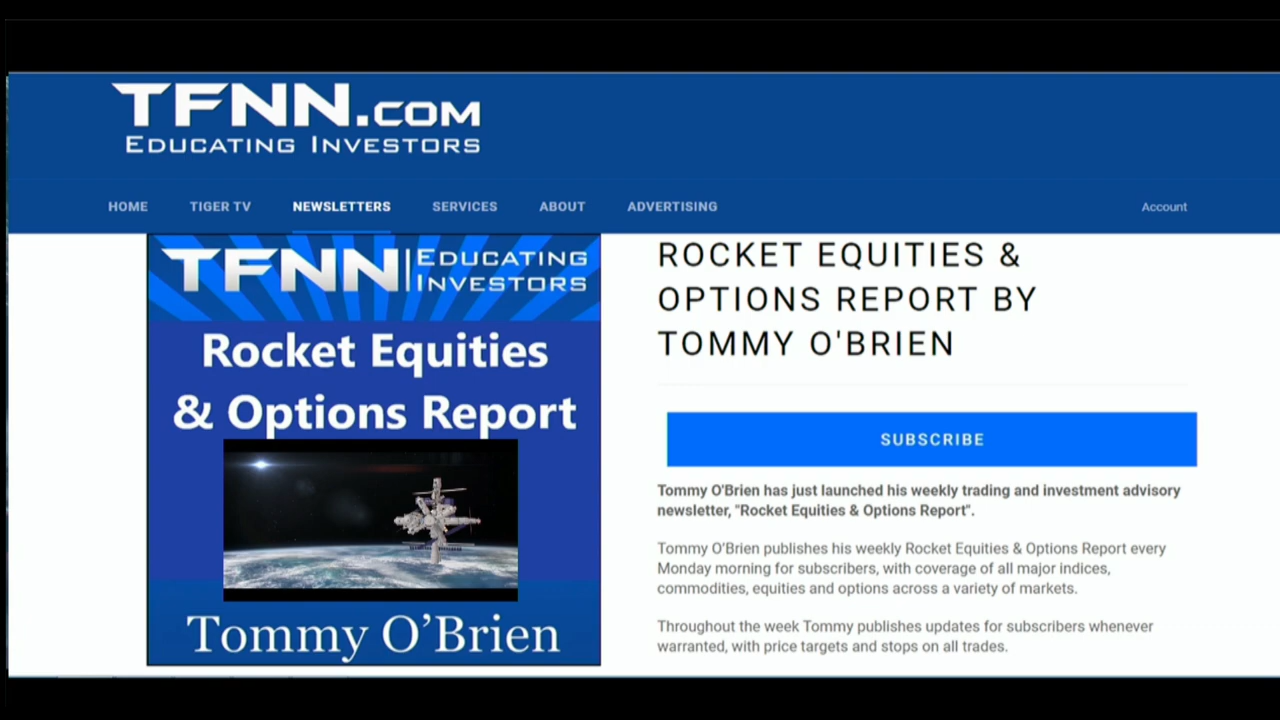 TFNN.COM
EDUCATING INVESTORS
HOME TIGER TV NEWSLETTERS SERVICES ABOUT ADVERTISING Account
TFNN EDUCATING
INVESTORS
Rocket Equities
& Options Report
Tommy O’Brien
ROCKET EQUITIES &
OPTIONS REPORT BY
TOMMY O'BRIEN
SUBSCRIBE
Tommy O'Brien has just launched his weekly trading and investment advisory
newsletter, "Rocket Equities & Options Report".
Tommy O’Brien publishes his weekly Rocket Equities & Options Report every
Monday morning for subscribers, with coverage of all major indices,
commodities, equities and options across a variety of markets.
Throughout the week Tommy publishes updates for subscribers whenever
warranted, with price targets and stops on all trades.